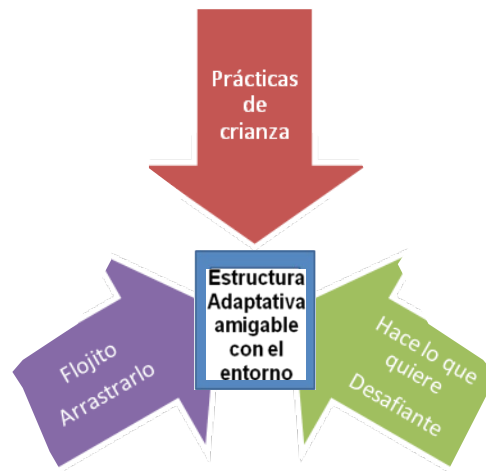 Prácticas
de
crianza
Estructura
Adaptativa
amigable
con el
entorno
Flojito
Arrastrarlo
Hace lo que
quiere
Desafiante